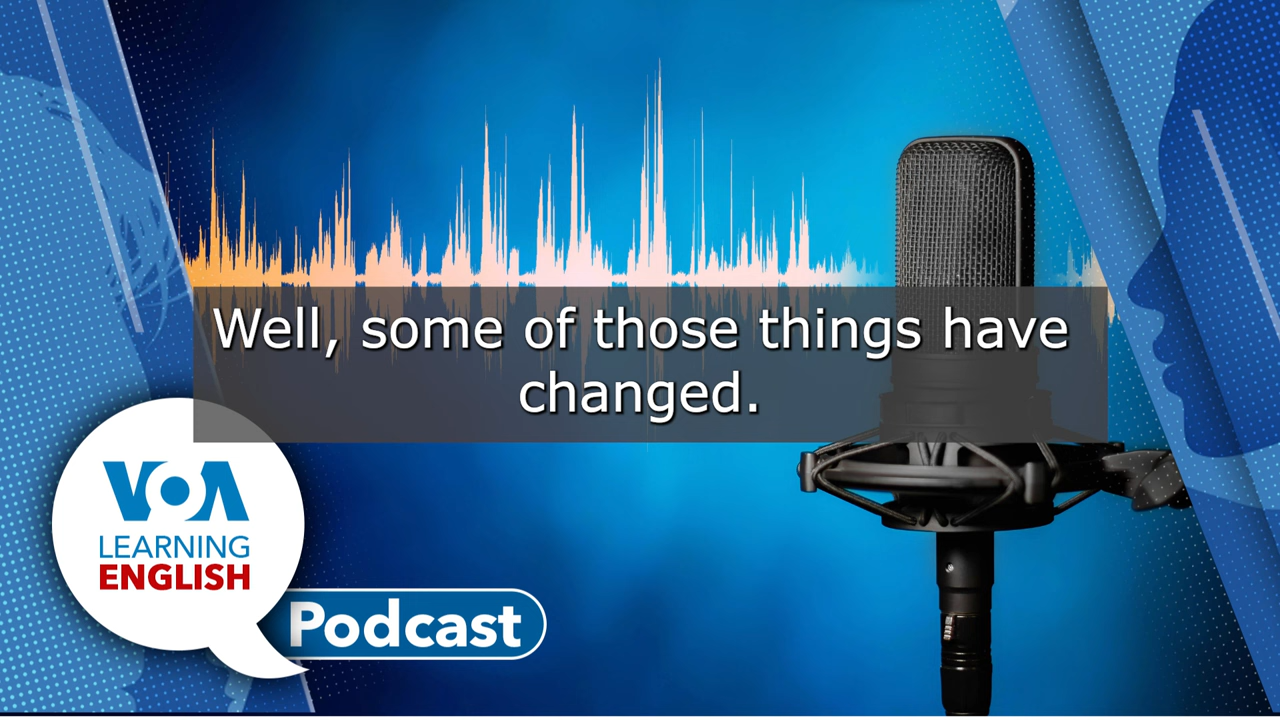 Well, some of those things have
changed.
VOA
LEARNING
ENGLISH
Podcast